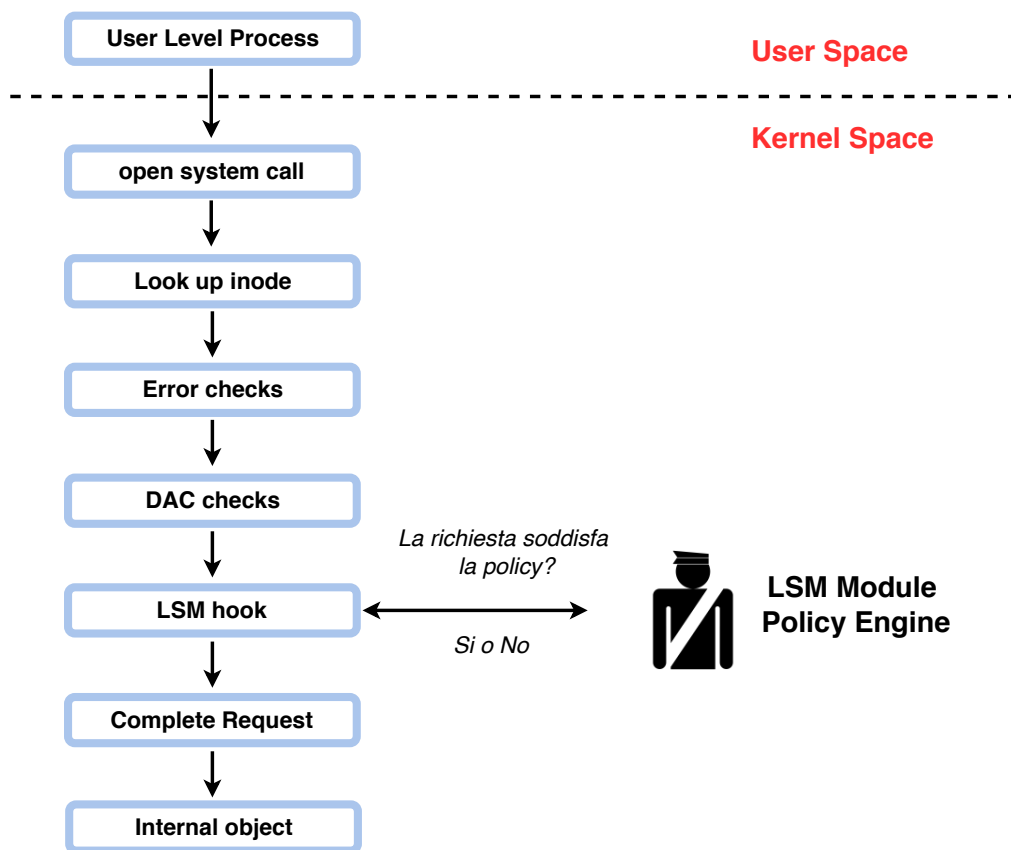 User Level Process
User Space
Kernel Space
open system call
Look up inode
Error checks
DAC checks
La richiesta soddisfa
la policy?
LSM hook
Si o No
LSM Module
Policy Engine
Complete Request
Internal object